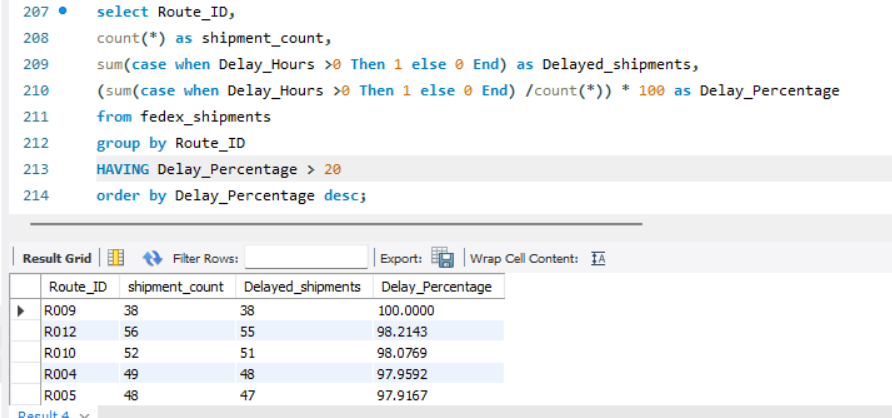 207 select Route_ID,
208 count(*) as shipment_count,
209 sum(case when Delay_Hours >0 Then 1 else 0 End) as Delayed_shipments,
210 (sum(case when Delay_Hours >0 Then 1 else 0 End) /count(*)) * 100 as Delay_Percentage
211 from fedex_shipments
212 group by Route_ID
213 HAVING Delay_Percentage > 20
214 order by Delay_Percentage desc;
Result Grid Filter Rows: Export: Wrap Cell Content: IA
Route_ID shipment_count Delayed_shipments Delay_Percentage
R009 38 38 100.0000
R012 56 55 98.2143
R010 52 51 98.0769
R004 49 48 97.9592
R005 48 47 97.9167
Result 4